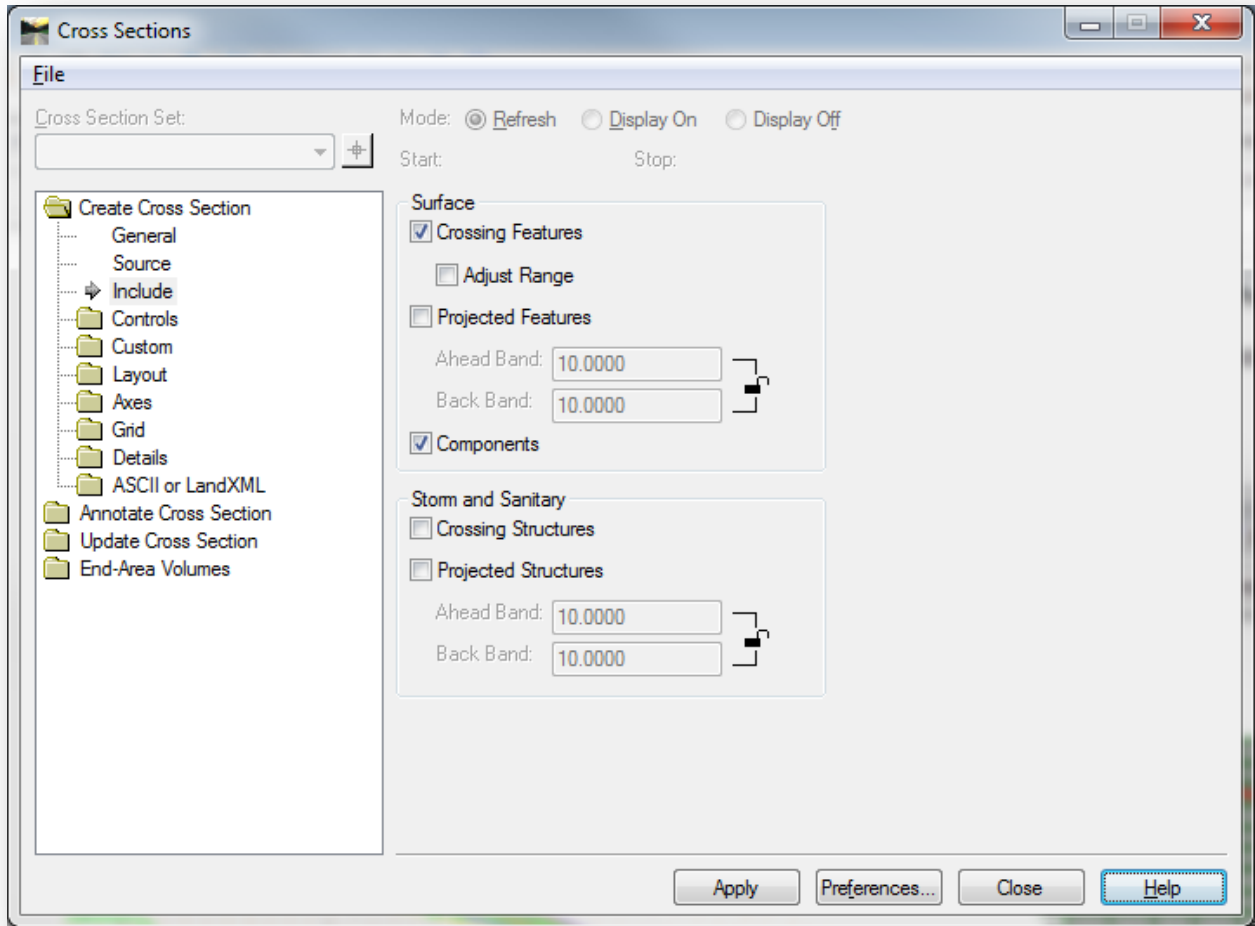 Cross Sections
File
Cross Section Set:
Mode: Refresh Display On Display Off
Start: Stop:
Create Cross Section
General
Source
Include
Controls
Custom
Layout
Axes
Grid
Details
ASCII or LandXML
Annotate Cross Section
Update Cross Section
End-Area Volumes
Surface
Crossing Features
Adjust Range
Projected Features
Ahead Band: 10.0000
Back Band: 10.0000
Components
Storm and Sanitary
Crossing Structures
Projected Structures
Ahead Band: 10.0000
Back Band: 10.0000
Apply Preferences... Close Help